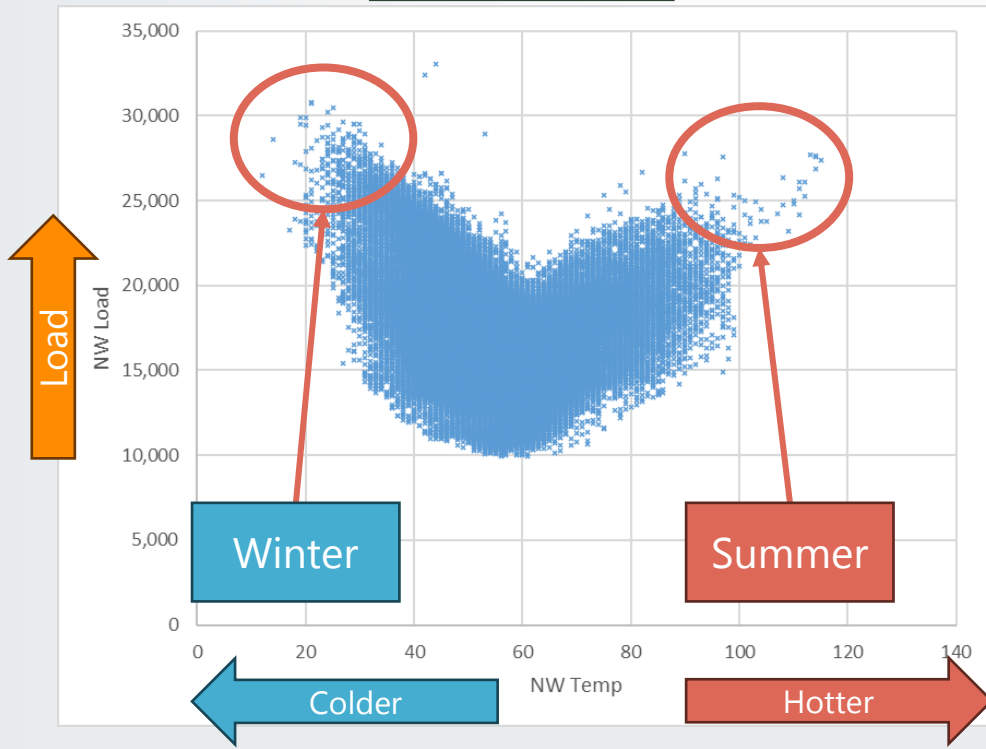 35,000
30,000
25,000
20,000
15,000
10,000
5,000
0
Load
NW Load
Winter
Summer
0 20 40 60 80 100 120 140
NW Temp
Colder
Hotter